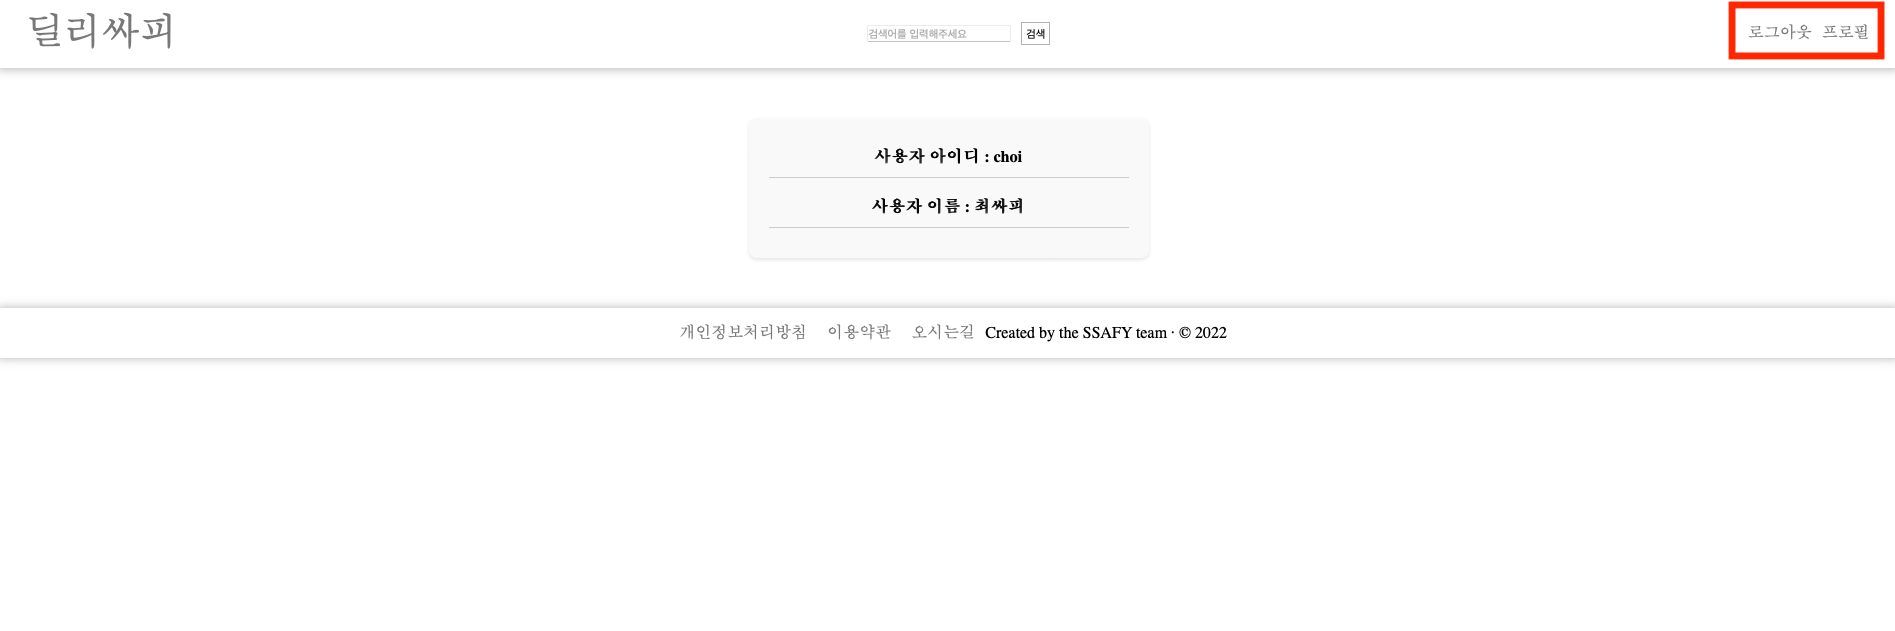 딜리싸피
검색어를 입력해주세요 검색
로그아웃 프로필
사용자 아이디 : choi
사용자 이름 : 최싸피
개인정보처리방침 이용약관 오시는길 Created by the SSAFY team · © 2022